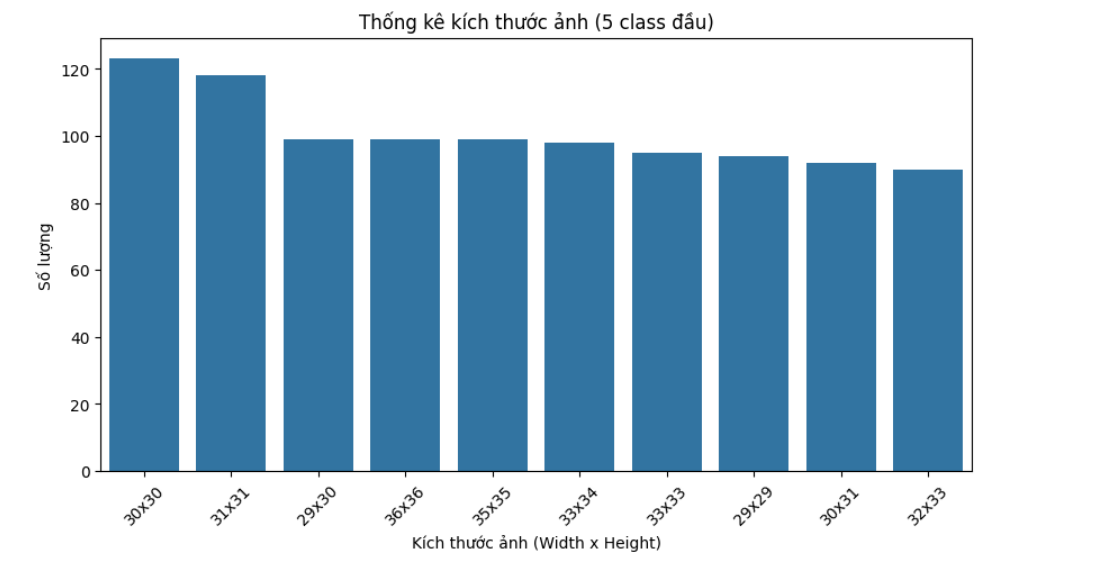 Thống kê kích thước ảnh (5 class đầu)
120
100
80
60
40
20
0
Số lượng
30x30
31x31
29x30
36x36
35x35
33x34
33x33
29x29
30x31
32x33
Kích thước ảnh (Width x Height)